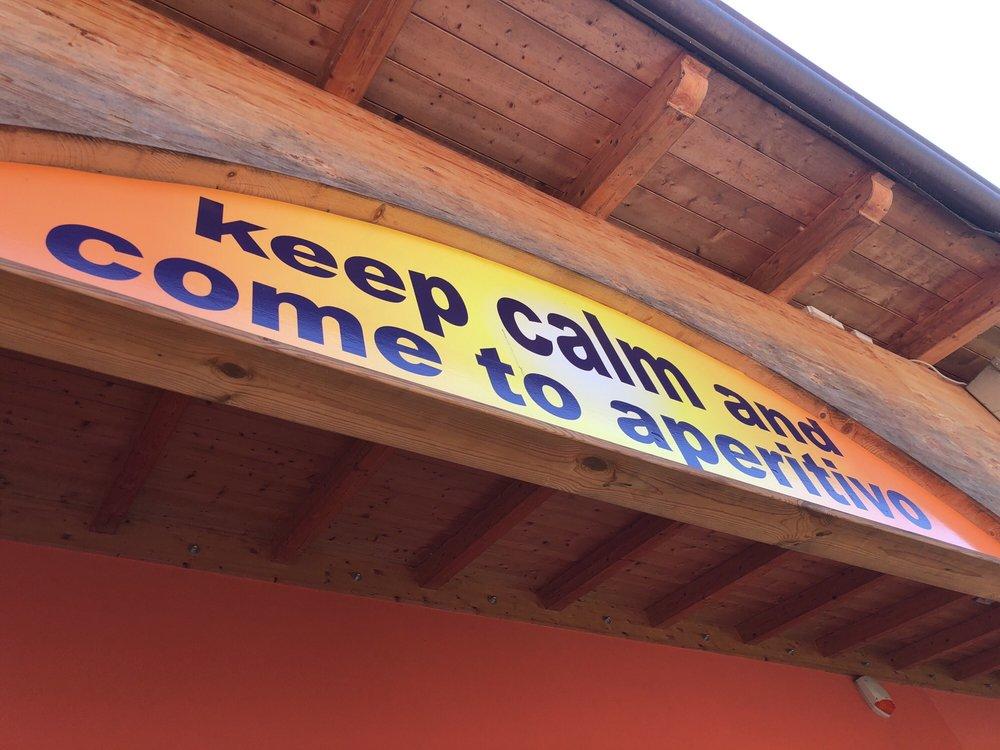 keep calm and
come to aperitivo